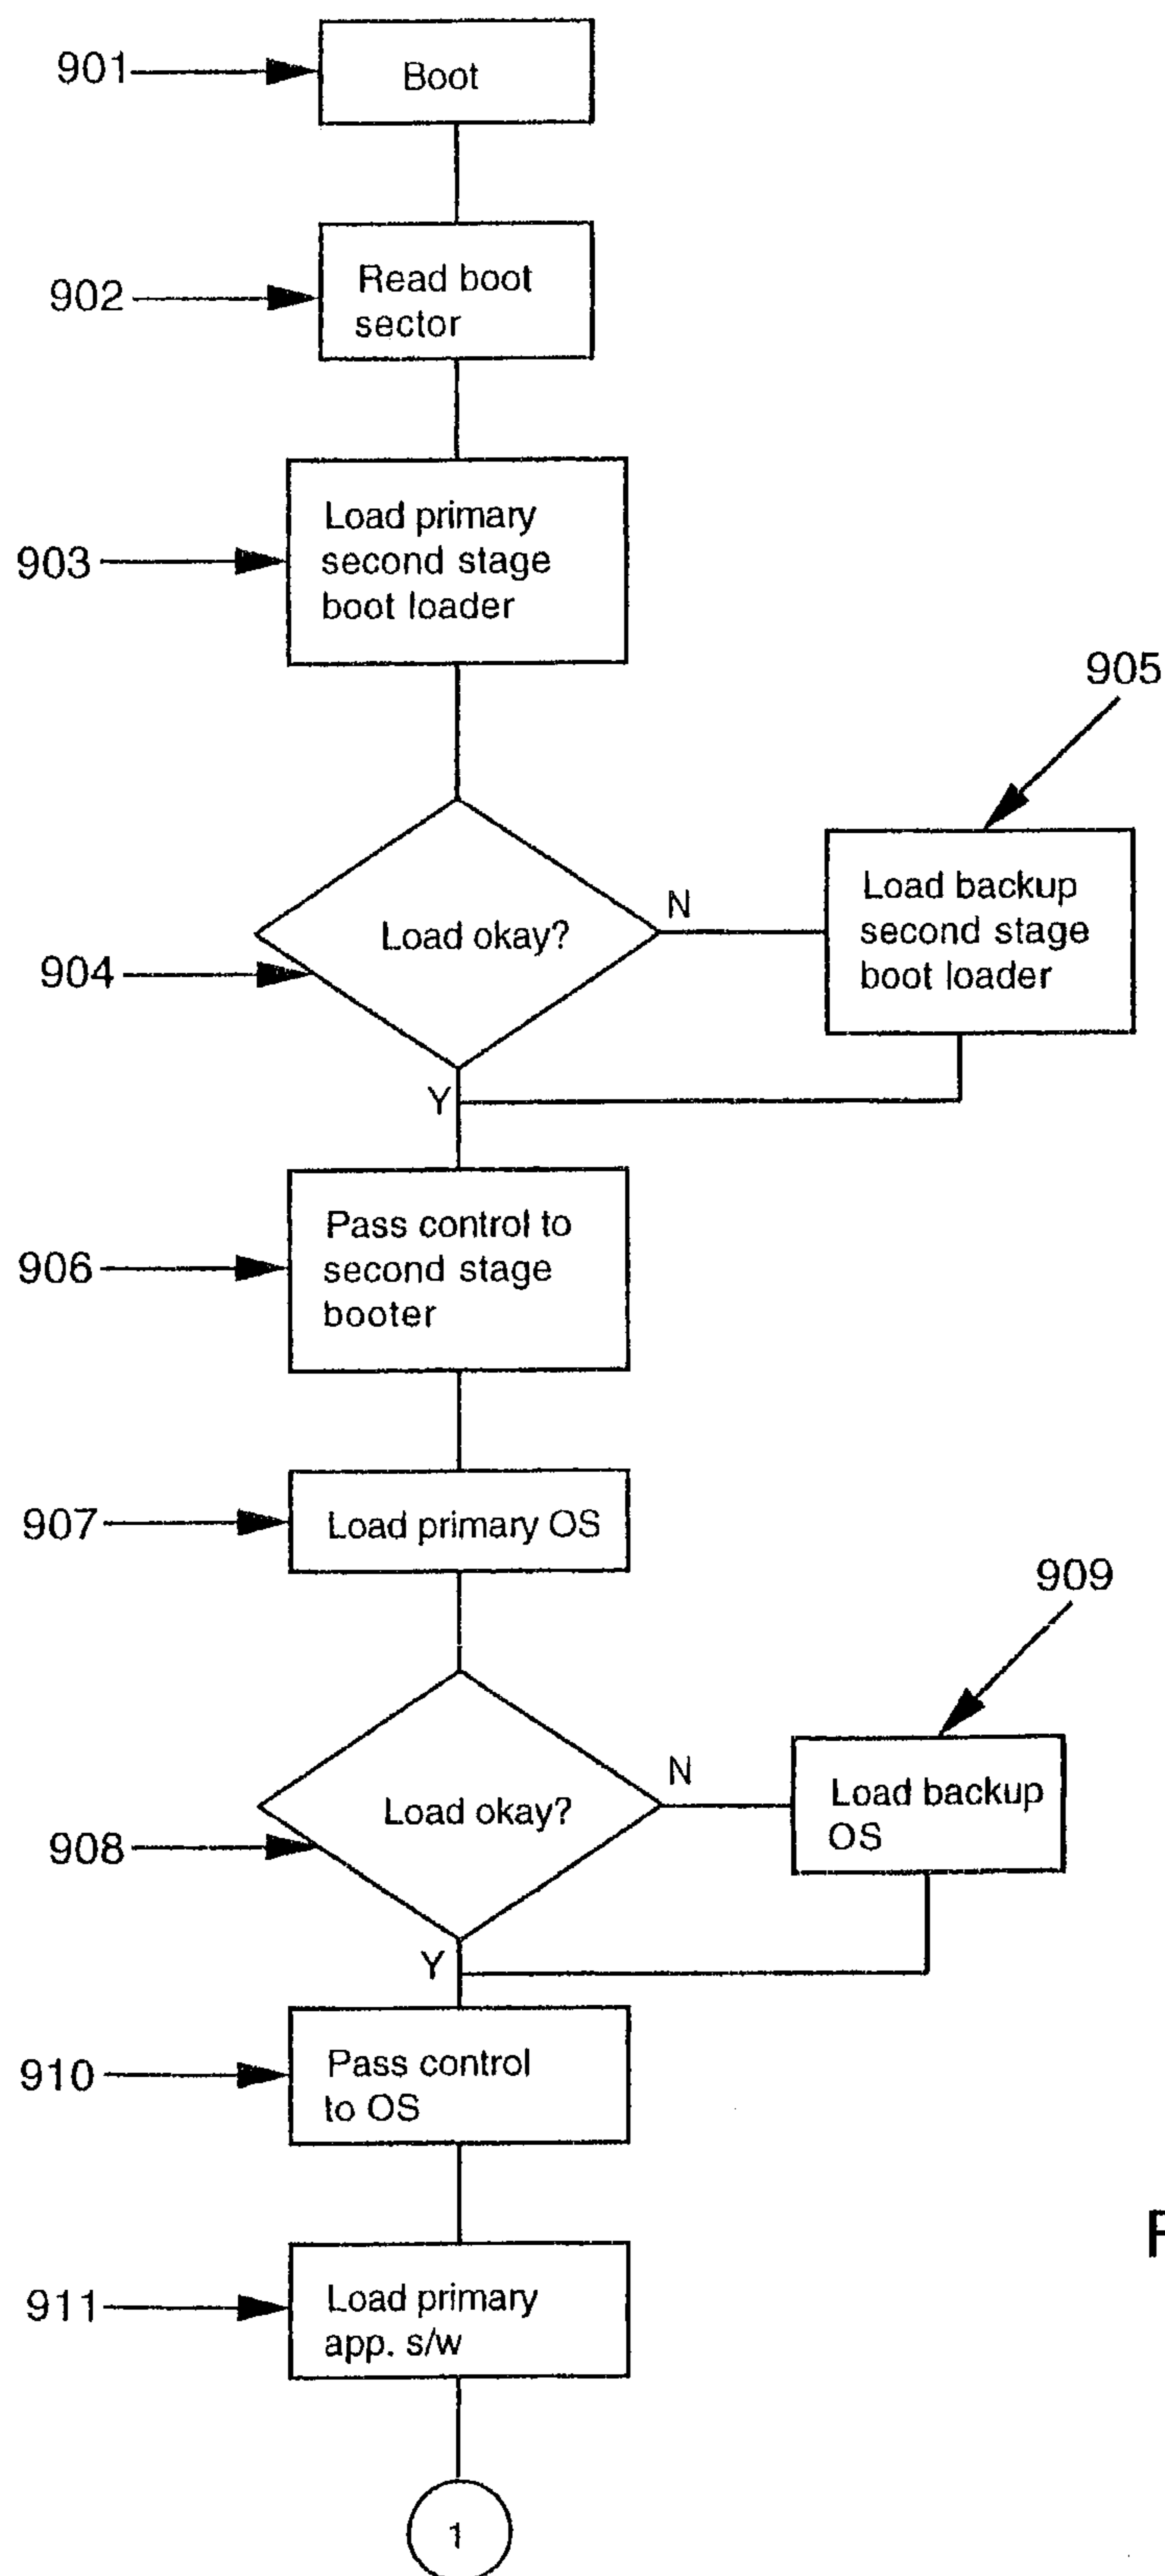 901
Boot
902
Read boot
sector
903
Load primary
second stage
boot loader
905
904
Load okay?
N
Load backup
second stage
boot loader
Y
906
Pass control to
second stage
booter
907
Load primary OS
909
908
Load okay?
N
Load backup
OS
Y
910
Pass control
to OS
911
Load primary
app. s/w
1